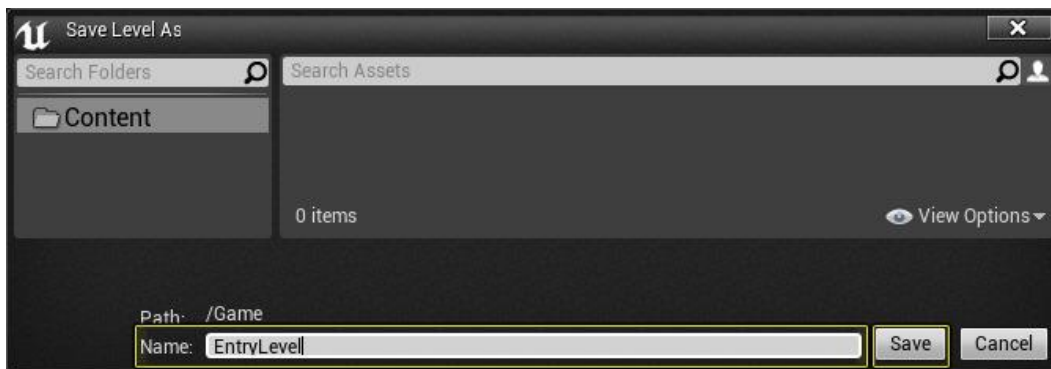 Save Level As
Search Folders
Search Assets
Content
0 items
View Options
Path: /Game
Name: EntryLevel
Save
Cancel